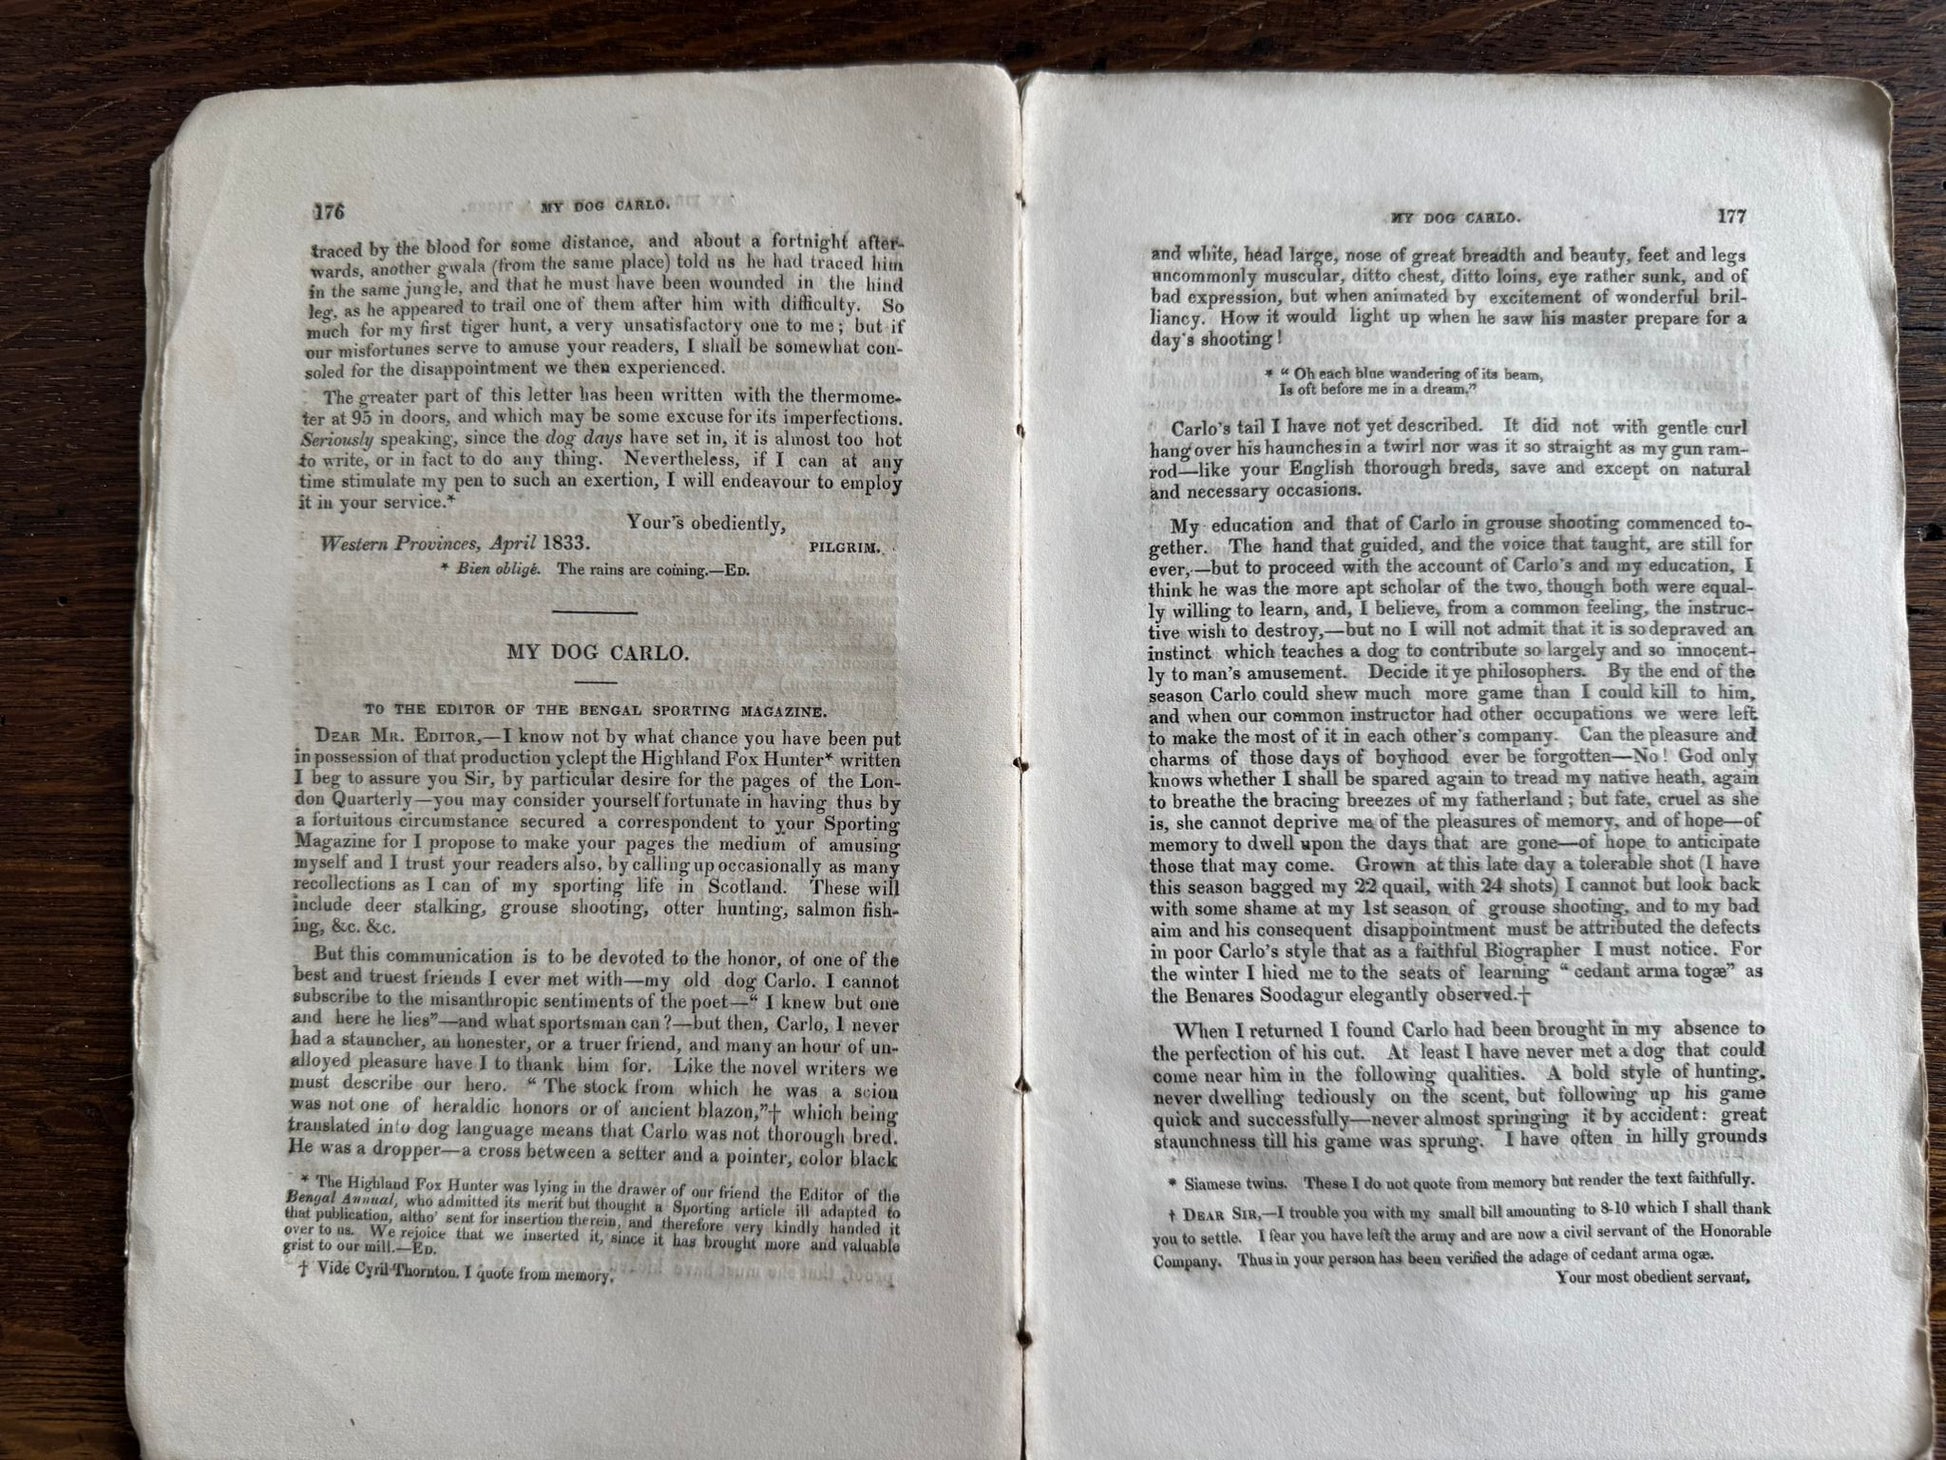 176
MY DOG CARLO.
traced by the blood for some distance, and about a fortnight after-
wards, another gwala (from the same place) told us he had traced him
in the same jungle, and that he must have been wounded in the hind
leg, as he appeared to trail one of them after him with difficulty. So
much for my first tiger hunt, a very unsatisfactory one to me; but if
our misfortunes serve to amuse your readers, I shall be somewhat con-
soled for the disappointment we then experienced.
The greater part of this letter has been written with the thermome-
ter at 95 in doors, and which may be some excuse for its imperfections.
Seriously speaking, since the dog days have set in, it is almost too hot
to write, or in fact to do any thing. Nevertheless, if I can at any
time stimulate my pen to such an exertion, I will endeavour to employ
it in your service.*
Your's obediently,
Western Provinces, April 1833. PILGRIM.
* Bien obligé. The rains are coming.—ED.
MY DOG CARLO.
TO THE EDITOR OF THE BENGAL SPORTING MAGAZINE.
DEAR MR. EDITOR,—I know not by what chance you have been put
in possession of that production yclept the Highland Fox Hunter* written
I beg to assure you Sir, by particular desire for the pages of the Lon-
don Quarterly—you may consider yourself fortunate in having thus by
a fortuitous circumstance secured a correspondent to your Sporting
Magazine for I propose to make your pages the medium of amusing
myself and I trust your readers also, by calling up occasionally as many
recollections as I can of my sporting life in Scotland. These will
include deer stalking, grouse shooting, otter hunting, salmon fish-
ing, &c. &c.
But this communication is to be devoted to the honor, of one of the
best and truest friends I ever met with—my old dog Carlo. I cannot
subscribe to the misanthropic sentiments of the poet—“ I knew but one
and here he lies”—and what sportsman can?—but then, Carlo, I never
had a stauncher, an honester, or a truer friend, and many an hour of un-
alloyed pleasure have I to thank him for. Like the novel writers we
must describe our hero. “ The stock from which he was a scion
was not one of heraldic honors or of ancient blazon,”† which being
translated into dog language means that Carlo was not thorough bred.
He was a dropper—a cross between a setter and a pointer, color black
* The Highland Fox Hunter was lying in the drawer of our friend the Editor of the
Bengal Annual, who admitted its merit but thought a Sporting article ill adapted to
that publication, altho' sent for insertion therein, and therefore very kindly handed it
over to us. We rejoice that we inserted it, since it has brought more and valuable
grist to our mill.—ED.
† Vide Cyril Thornton. I quote from memory.
MY DOG CARLO.
177
and white, head large, nose of great breadth and beauty, feet and legs
uncommonly muscular, ditto chest, ditto loins, eye rather sunk, and of
bad expression, but when animated by excitement of wonderful bril-
liancy. How it would light up when he saw his master prepare for a
day's shooting!
* “ Oh each blue wandering of its beam,
Is oft before me in a dream.”
Carlo's tail I have not yet described. It did not with gentle curl
hang over his haunches in a twirl nor was it so straight as my gun ram-
rod—like your English thorough breds, save and except on natural
and necessary occasions.
My education and that of Carlo in grouse shooting commenced to-
gether. The hand that guided, and the voice that taught, are still for
ever,—but to proceed with the account of Carlo's and my education, I
think he was the more apt scholar of the two, though both were equal-
ly willing to learn, and, I believe, from a common feeling, the instruc-
tive wish to destroy,—but no I will not admit that it is so depraved an
instinct which teaches a dog to contribute so largely and so innocent-
ly to man's amusement. Decide it ye philosophers. By the end of the
season Carlo could shew much more game than I could kill to him,
and when our common instructor had other occupations we were left
to make the most of it in each other's company. Can the pleasure and
charms of those days of boyhood ever be forgotten—No! God only
knows whether I shall be spared again to tread my native heath, again
to breathe the bracing breezes of my fatherland; but fate, cruel as she
is, she cannot deprive me of the pleasures of memory, and of hope—of
memory to dwell upon the days that are gone—of hope to anticipate
those that may come. Grown at this late day a tolerable shot (I have
this season bagged my 22 quail, with 24 shots) I cannot but look back
with some shame at my 1st season of grouse shooting, and to my bad
aim and his consequent disappointment must be attributed the defects
in poor Carlo's style that as a faithful Biographer I must notice. For
the winter I hied me to the seats of learning “ cedant arma togæ” as
the Benares Soodagur elegantly observed.†
When I returned I found Carlo had been brought in my absence to
the perfection of his cut. At least I have never met a dog that could
come near him in the following qualities. A bold style of hunting,
never dwelling tediously on the scent, but following up his game
quick and successfully—never almost springing it by accident: great
staunchness till his game was sprung. I have often in hilly grounds
* Siamese twins. These I do not quote from memory but render the text faithfully.
† DEAR SIR,—I trouble you with my small bill amounting to 8-10 which I shall thank
you to settle. I fear you have left the army and are now a civil servant of the Honorable
Company. Thus in your person has been verified the adage of cedant arma ogæ.
Your most obedient servant,